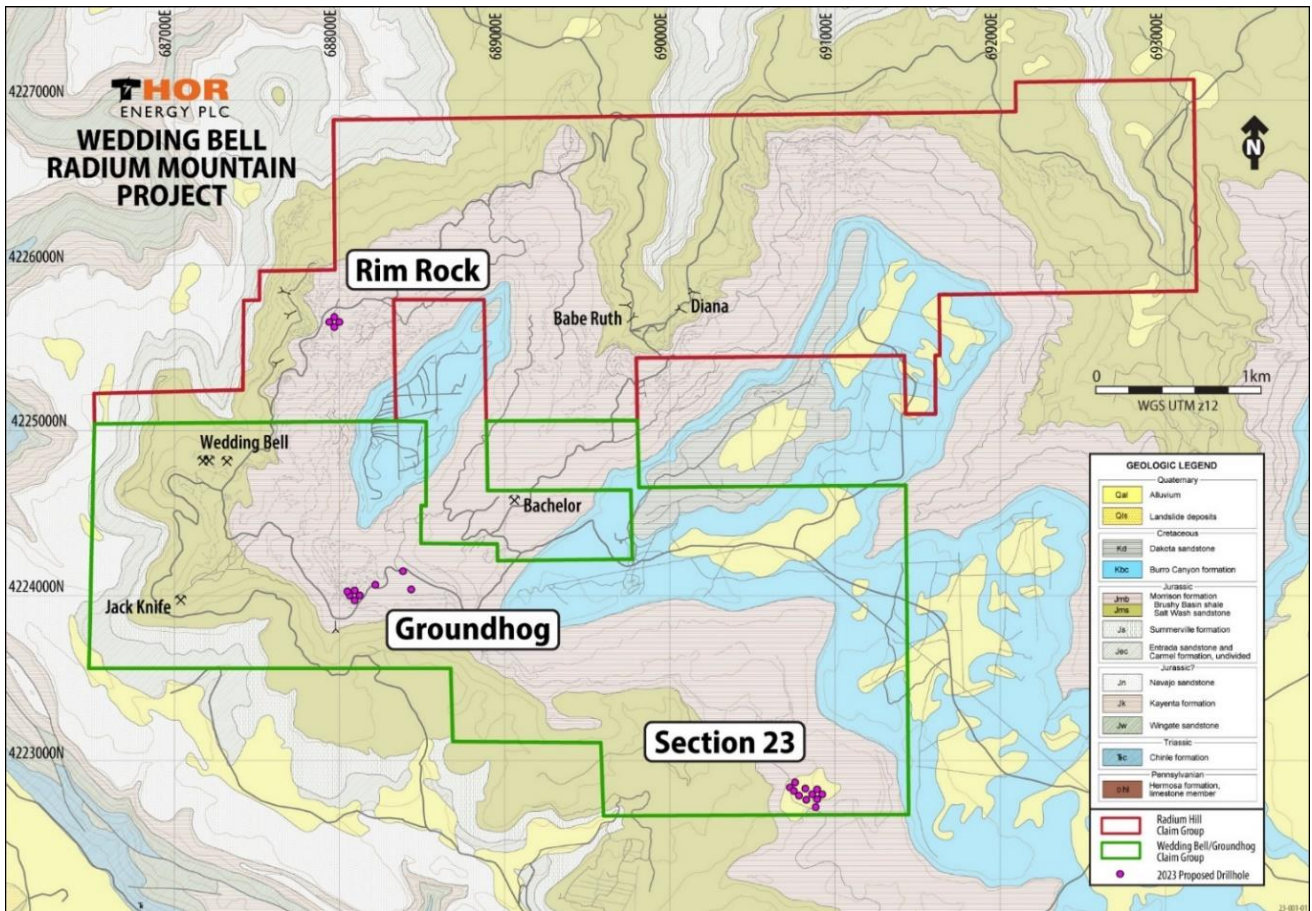 687000E
688000E
689000E
690000E
691000E
692000E
693000E
4227000N
4226000N
4225000N
4224000N
4223000N
THOR
ENERGY PLC
WEDDING BELL
RADIUM MOUNTAIN
PROJECT
N
Rim Rock
Babe Ruth
Diana
0 1km
WGS UTM z12
Wedding Bell
Bachelor
Jack Knife
Groundhog
Section 23
GEOLOGIC LEGEND
Quaternary
Qal Alluvium
Qls Landslide deposits
Cretaceous
Kd Dakota sandstone
Kbc Burro Canyon formation
Jurassic
Jmb Morrison formation
Brushy Basin shale
Jms Salt Wash sandstone
Js Summerville formation
Jec Entrada sandstone and
Carmel formation, undivided
Jurassic?
Jn Navajo sandstone
Jk Kayenta formation
Jw Wingate sandstone
Triassic
Chinle formation
Pennsylvanian
Hermosa formation,
limestone member
Radium Hill
Claim Group
Wedding Bell/Groundhog
Claim Group
2023 Proposed Drillhole
23-001-01